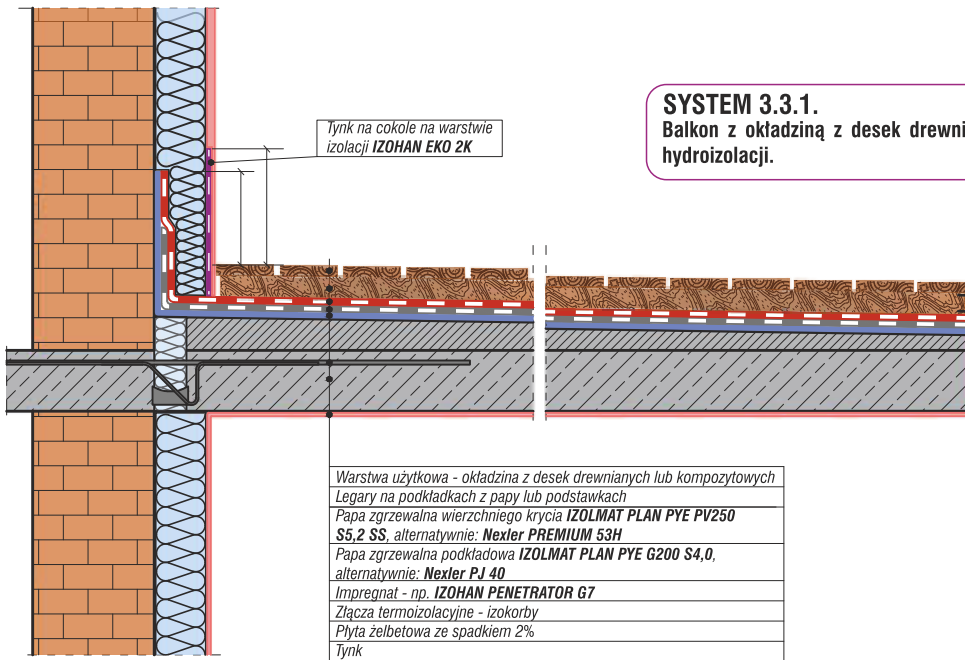 SYSTEM 3.3.1.
Balkon z okładziną z desek drewni
hydroizolacji.
Tynk na cokole na warstwie
izolacji IZOHAN EKO 2K
Warstwa użytkowa - okładzina z desek drewnianych lub kompozytowych
Legary na podkładkach z papy lub podstawkach
Papa zgrzewalna wierzchniego krycia IZOLMAT PLAN PYE PV250
S5,2 SS, alternatywnie: Nexler PREMIUM 53H
Papa zgrzewalna podkładowa IZOLMAT PLAN PYE G200 S4,0,
alternatywnie: Nexler PJ 40
Impregnat - np. IZOHAN PENETRATOR G7
Złącza termoizolacyjne - izokorby
Płyta żelbetowa ze spadkiem 2%
Tynk